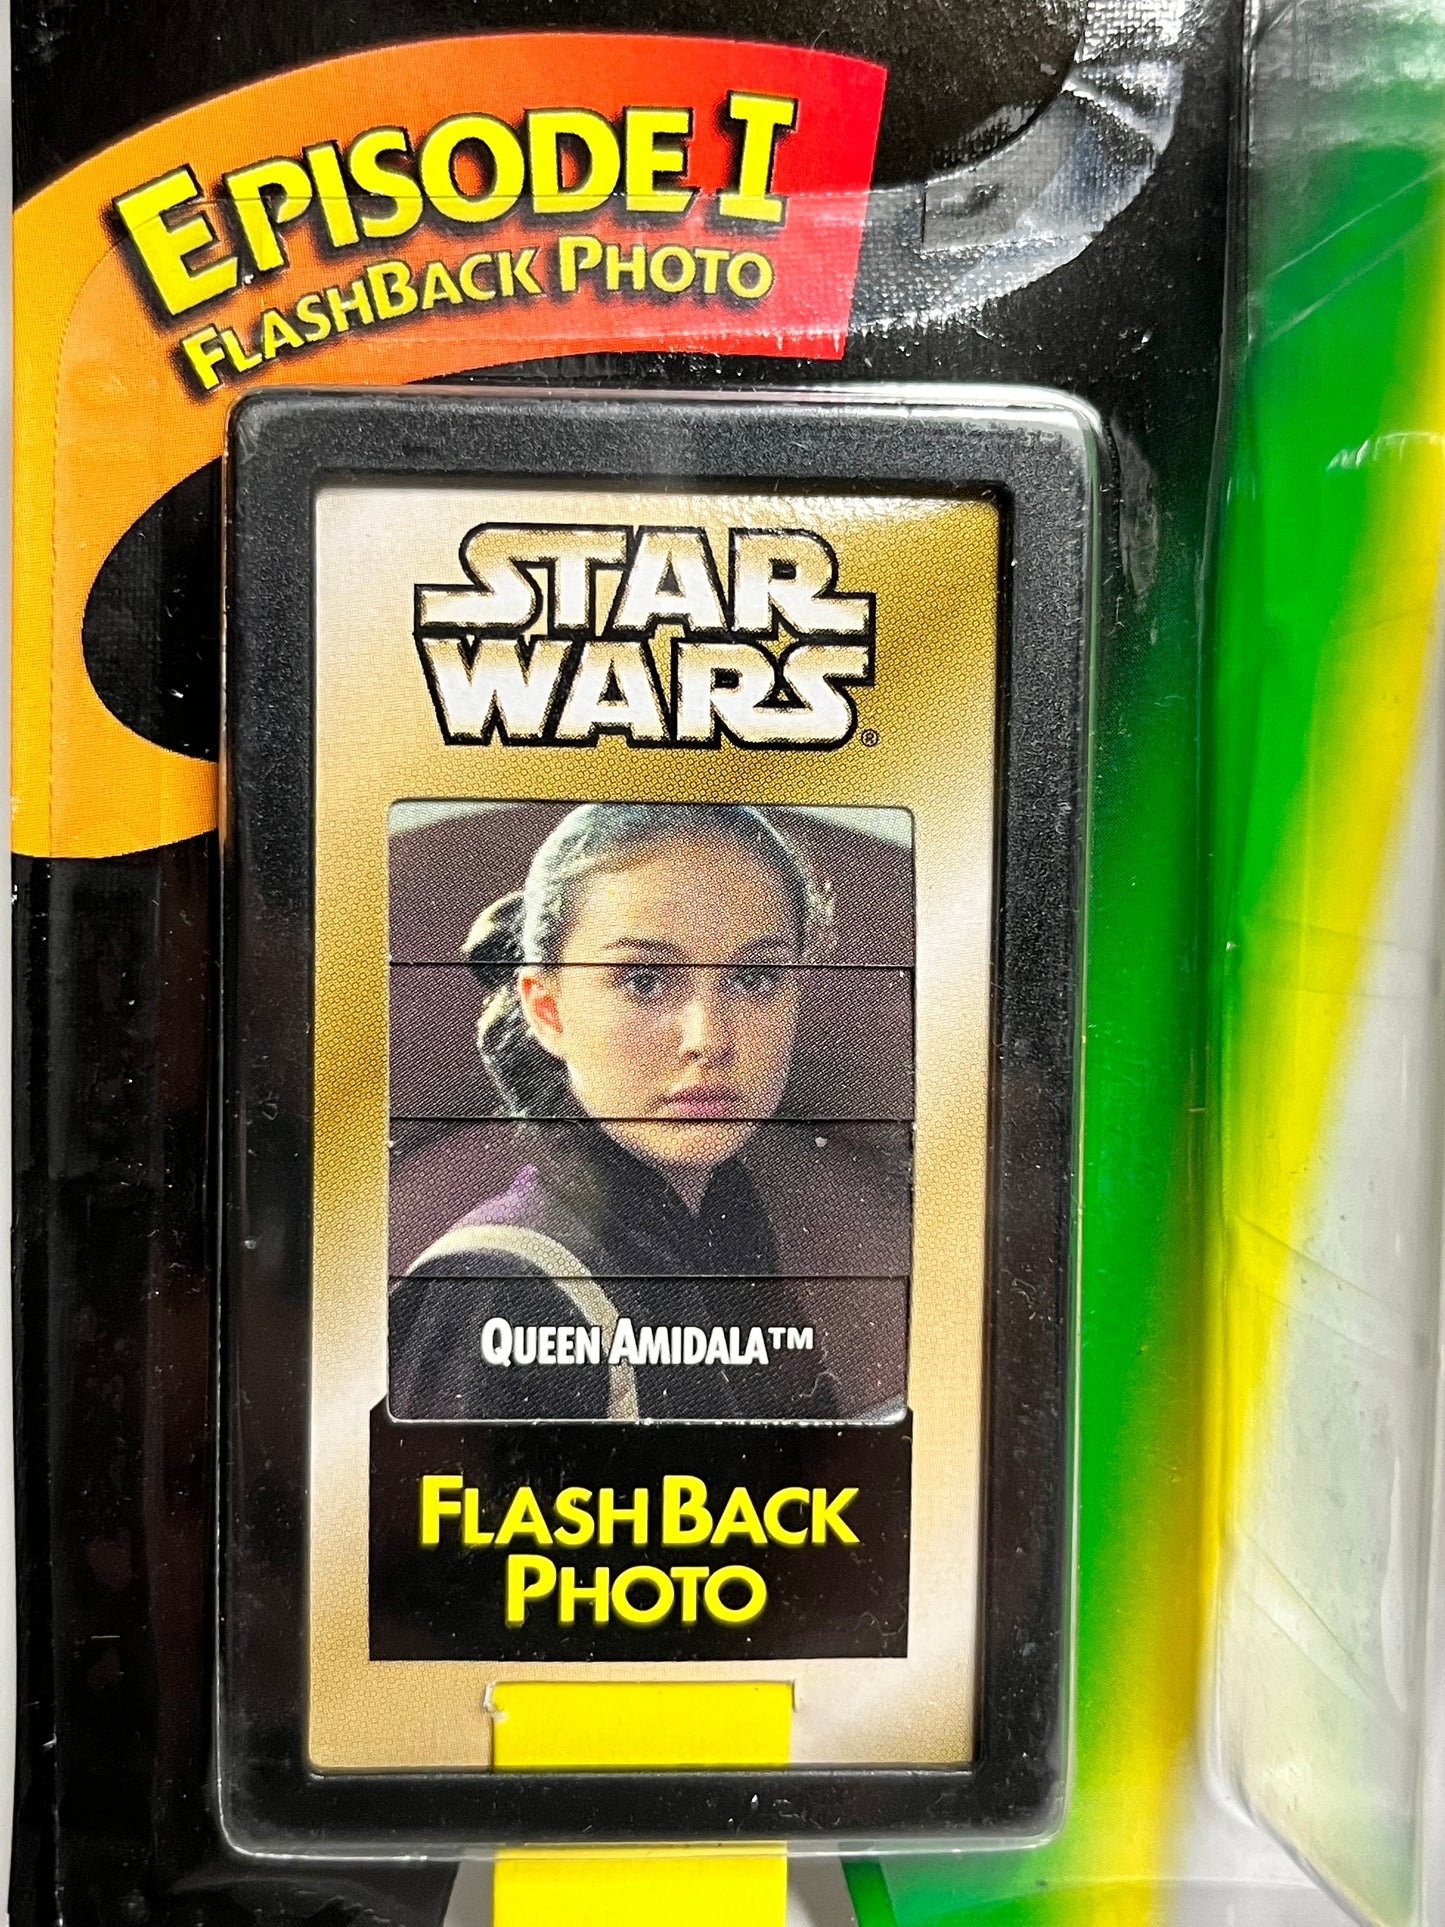 EPISODE I
FLASHBACK PHOTO
STAR
WARS®
QUEEN AMIDALA™
FLASHBACK
PHOTO